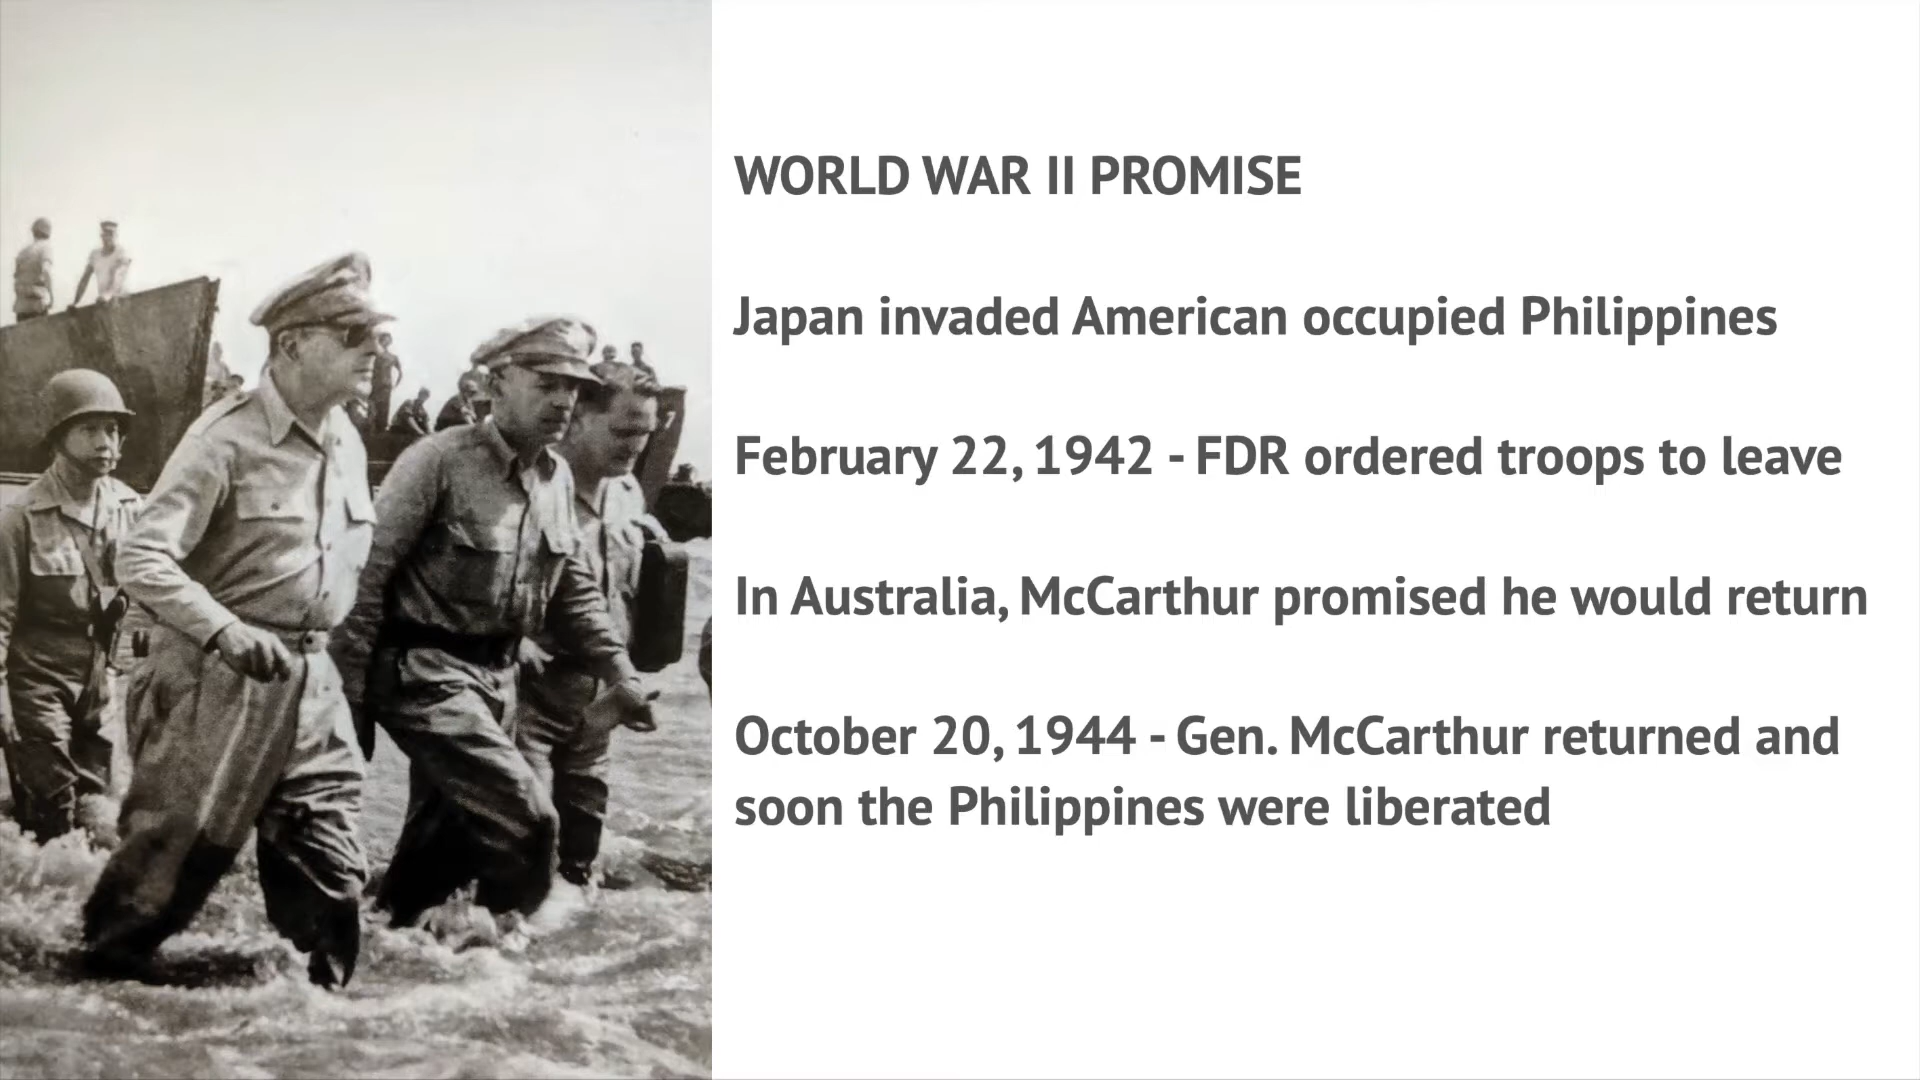 WORLD WAR II PROMISE
Japan invaded American occupied Philippines
February 22, 1942 - FDR ordered troops to leave
In Australia, McCarthur promised he would return
October 20, 1944 - Gen. McCarthur returned and
soon the Philippines were liberated